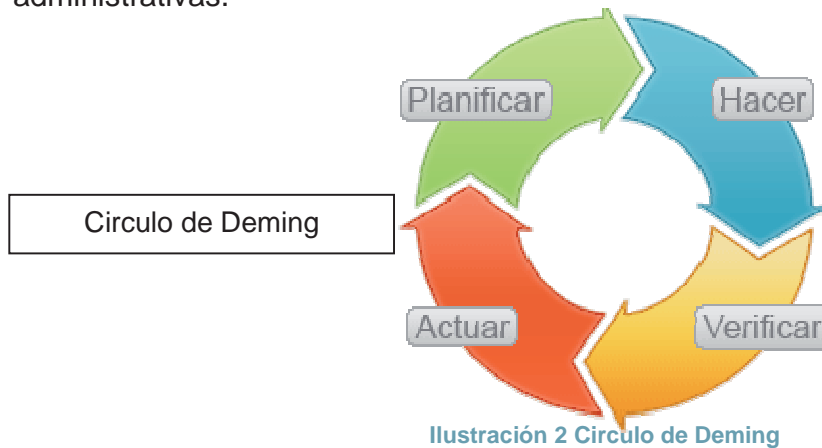 administrativas.
Planificar
Hacer
Circulo de Deming
Actuar
Verificar
Ilustración 2 Circulo de Deming